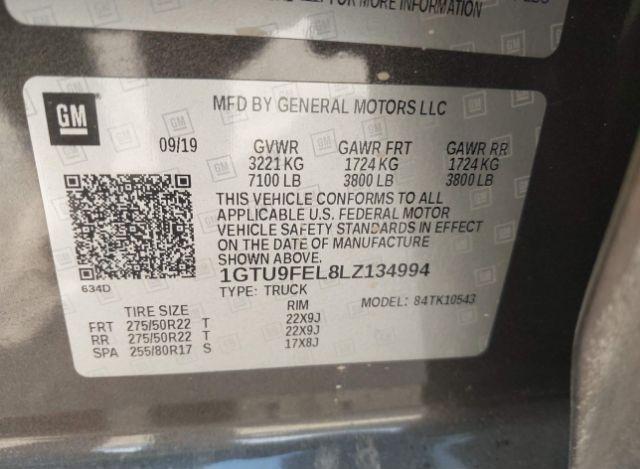 FOR MORE INFORMATION
GM
MFD BY GENERAL MOTORS LLC
09/19
GVWR GAWR FRT GAWR RR
3221 KG 1724 KG 1724 KG
7100 LB 3800 LB 3800 LB
THIS VEHICLE CONFORMS TO ALL
APPLICABLE U.S. FEDERAL MOTOR
VEHICLE SAFETY STANDARDS IN EFFECT
ON THE DATE OF MANUFACTURE
SHOWN ABOVE.
1GTU9FEL8LZ134994
634D
TYPE: TRUCK
MODEL: 84TK10543
TIRE SIZE RIM
FRT 275/50R22 T 22X9J
RR 275/50R22 T 22X9J
SPA 255/80R17 S 17X8J